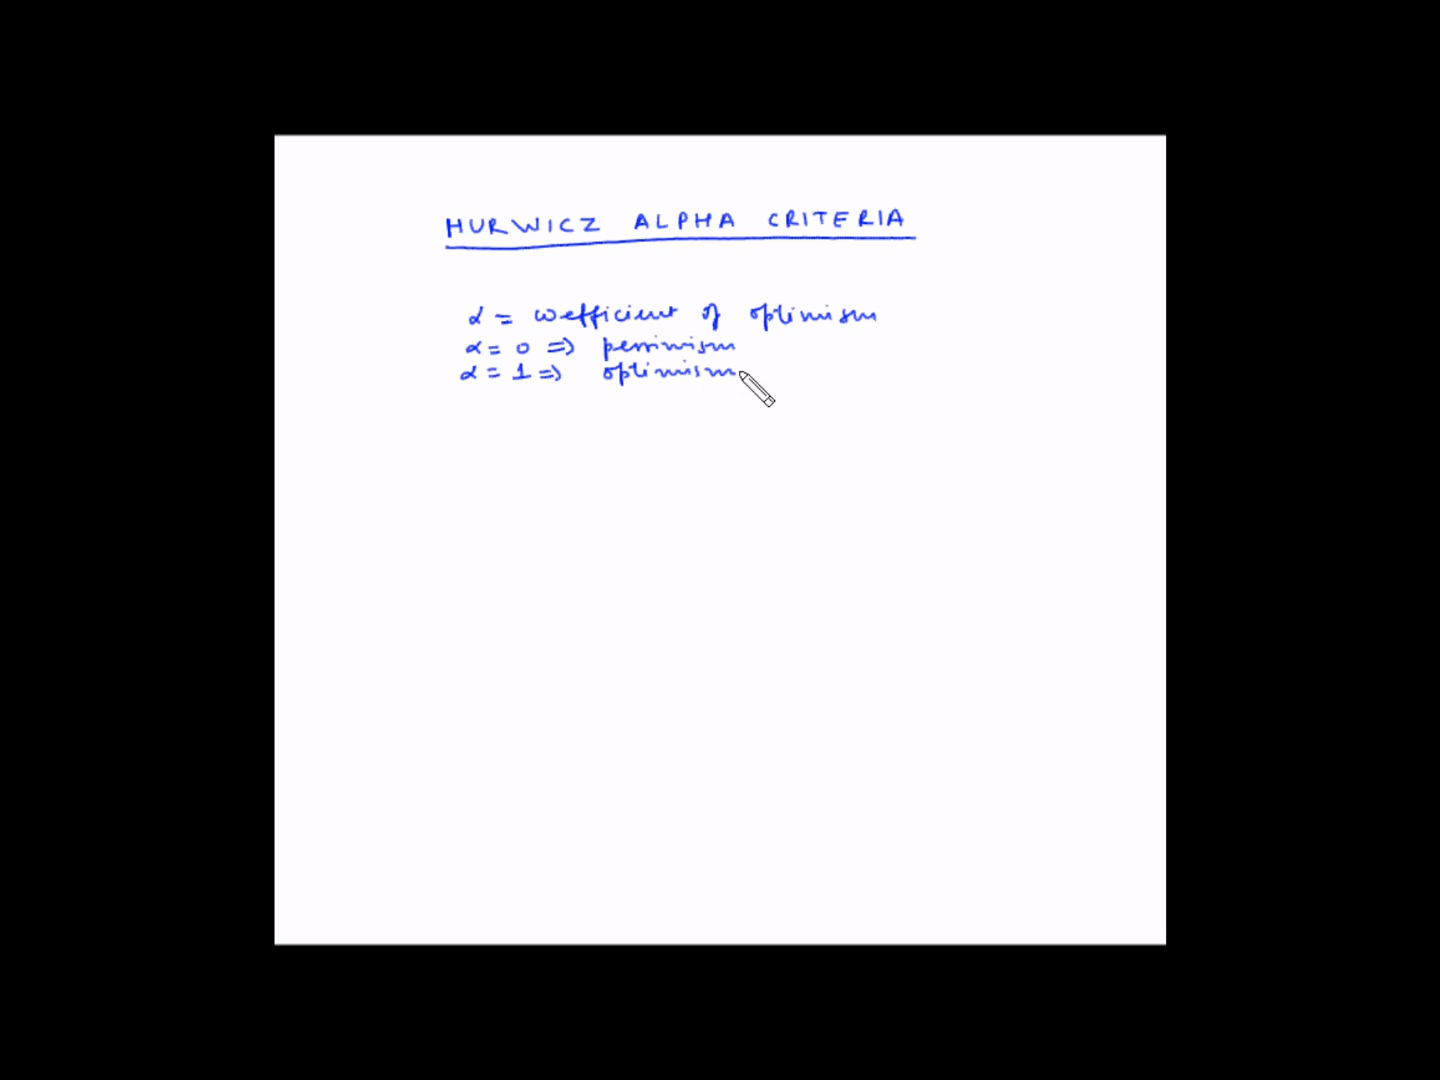 HURWICZ ALPHA CRITERIA
α = coefficient of optimism
α = 0 => pessimism
α = 1 => optimism